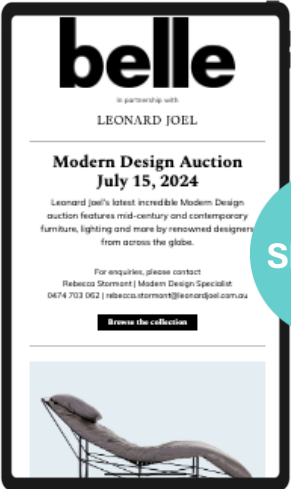 belle
in partnership with
LEONARD JOEL
Modern Design Auction
July 15, 2024
Leonard Joel's latest incredible Modern Design
auction features mid-century and contemporary
furniture, lighting and more by renowned designers
from across the globe.
For enquiries, please contact
Rebecca Stormont | Modern Design Specialist
0474 703 062 | rebecca.stormont@leonardjoel.com.au
Browse the collection